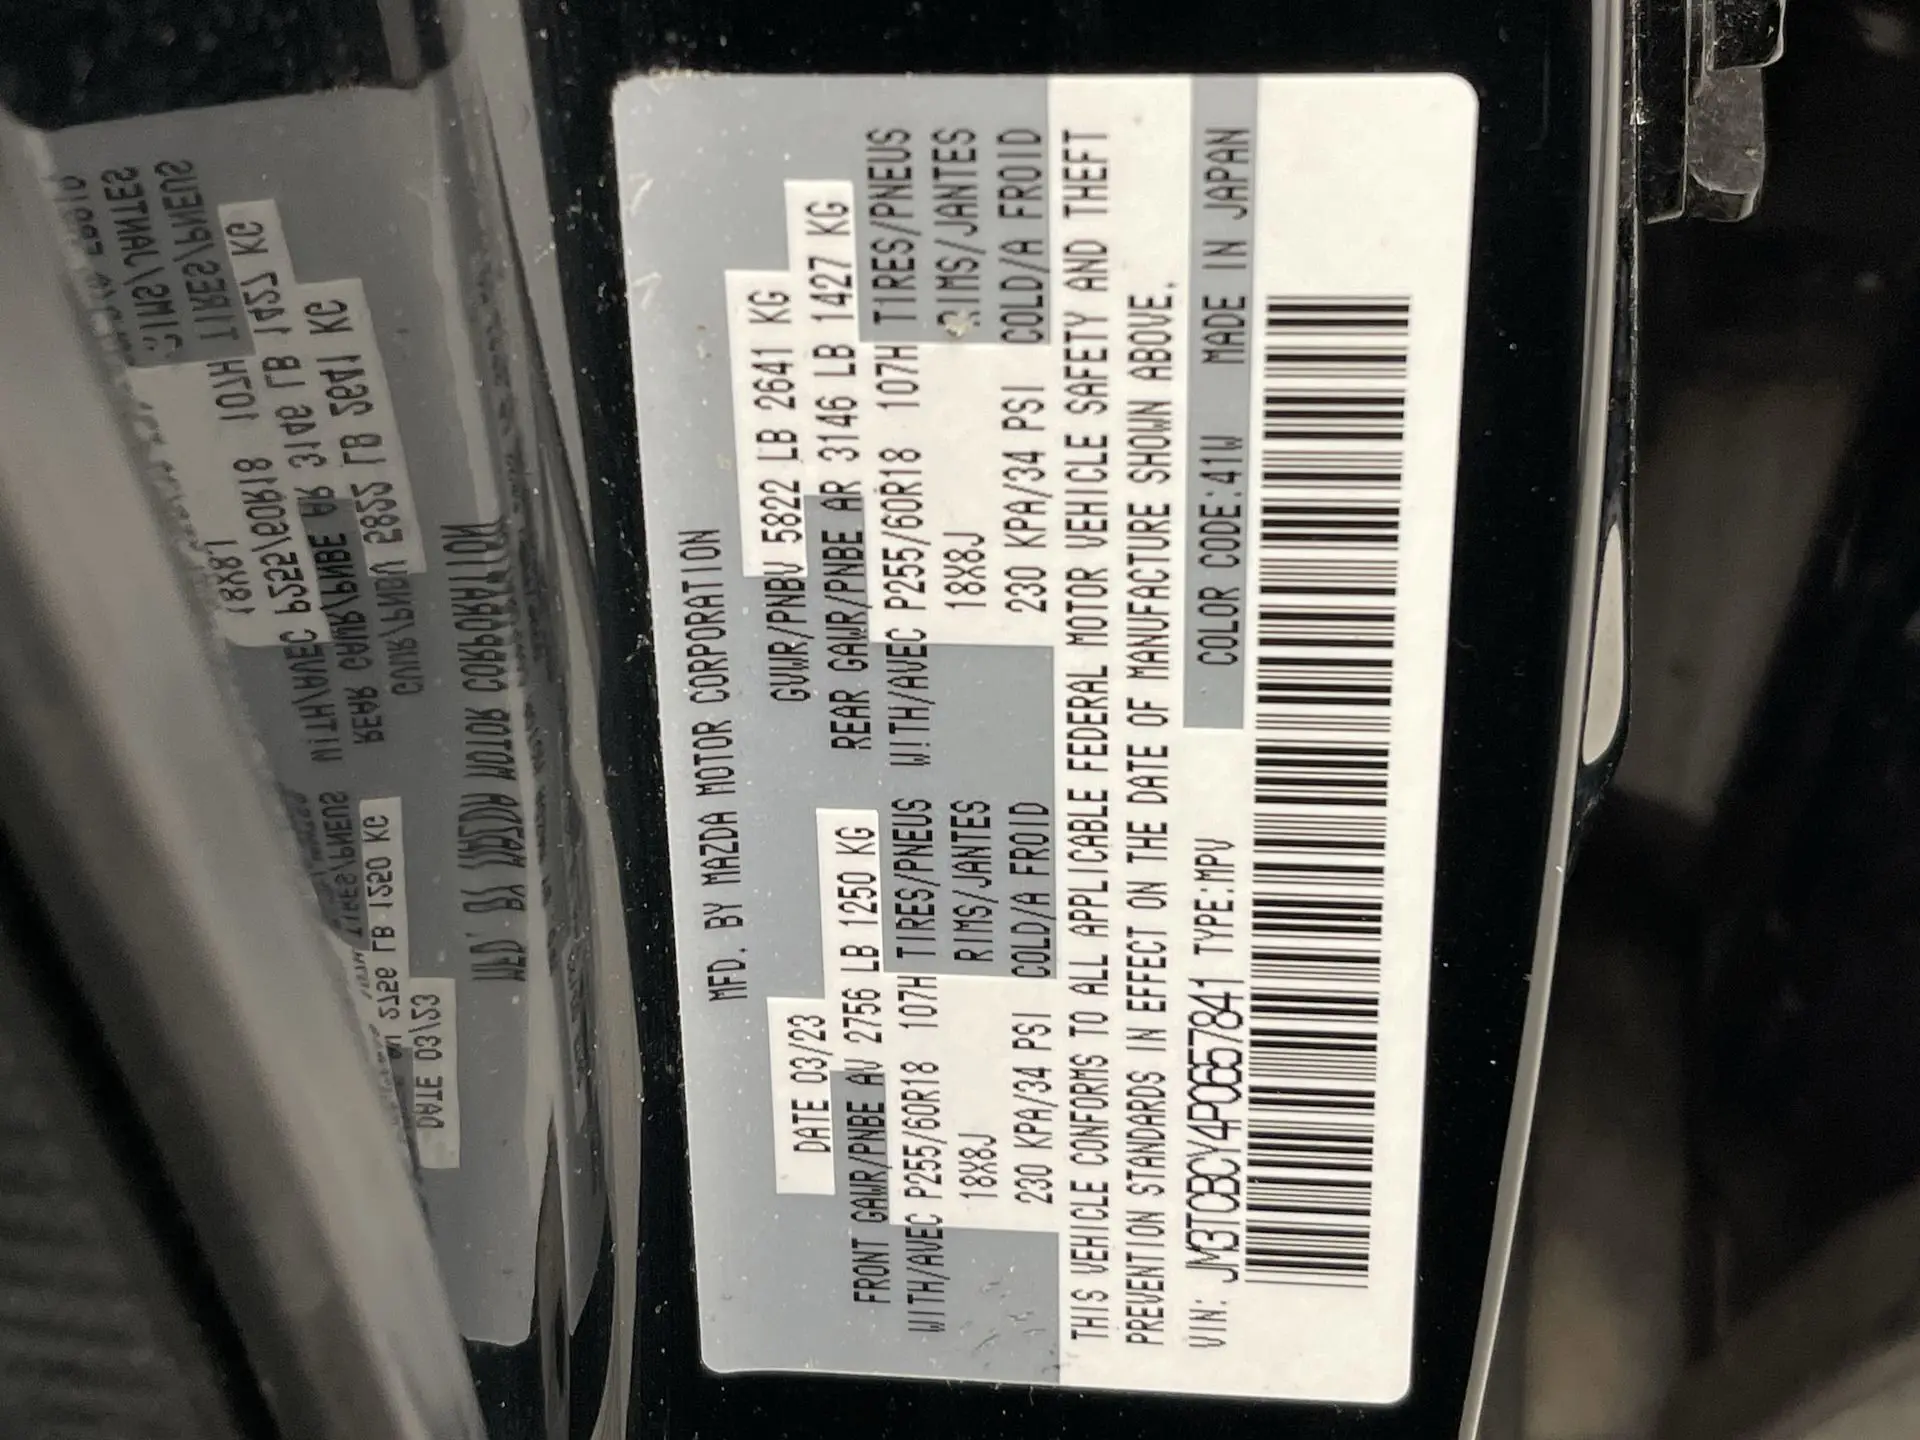 MFD. BY MAZDA MOTOR CORPORATION
DATE 03/23 GVWR/PNBV 5822 LB 2641 KG
FRONT GAWR/PNBE AV 2756 LB 1250 KG REAR GAWR/PNBE AR 3146 LB 1427 KG
WITH/AVEC P255/60R18 107H TIRES/PNEUS WITH/AVEC P255/60R18 107H TIRES/PNEUS
18X8J RIMS/JANTES 18X8J RIMS/JANTES
230 KPA/34 PSI COLD/A FROID 230 KPA/34 PSI COLD/A FROID
THIS VEHICLE CONFORMS TO ALL APPLICABLE FEDERAL MOTOR VEHICLE SAFETY AND THEFT
PREVENTION STANDARDS IN EFFECT ON THE DATE OF MANUFACTURE SHOWN ABOVE.
VIN: JM3TCBCY4P0657841 TYPE:MPV COLOR CODE:41W MADE IN JAPAN